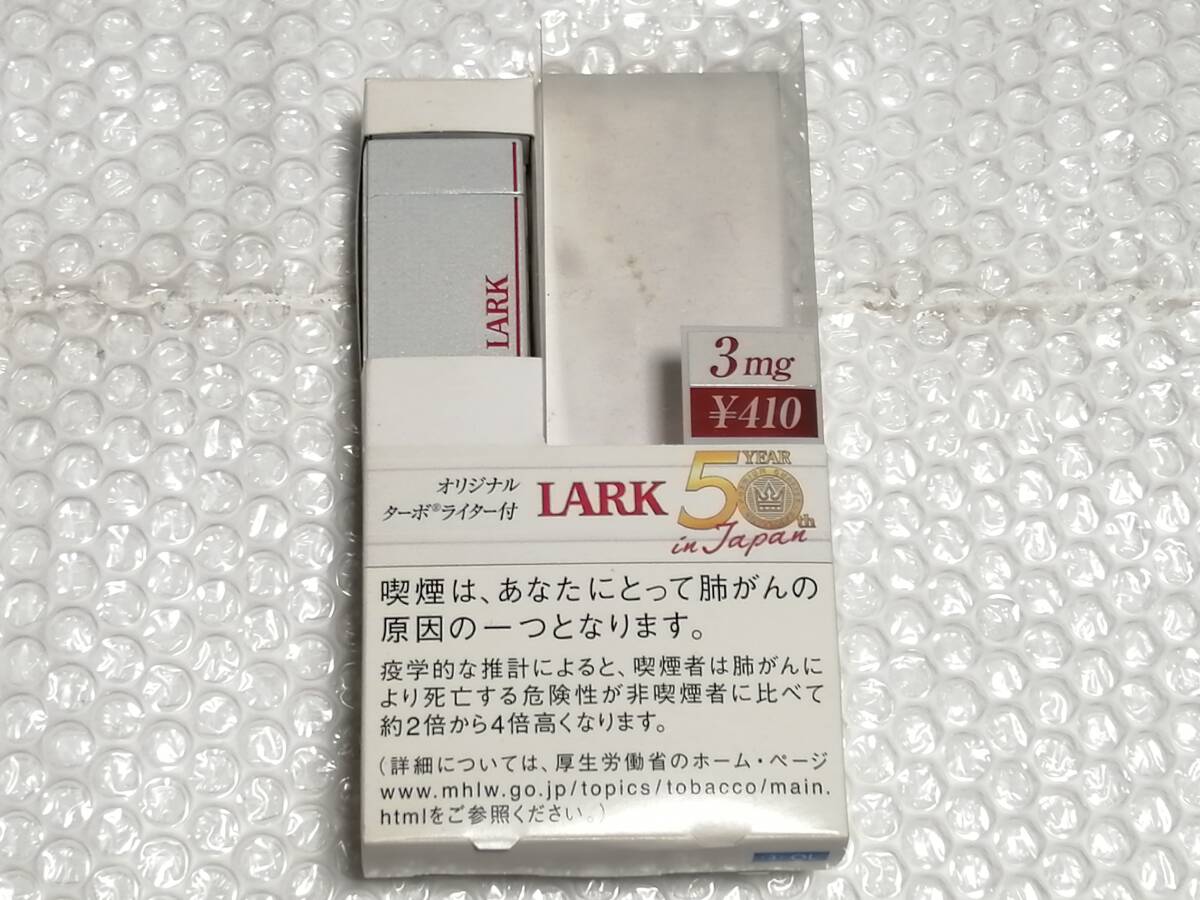 LARK
3mg
¥410
オリジナル
ターボ®ライター付
LARK
50th
YEAR
in Japan
喫煙は、あなたにとって肺がんの
原因の一つとなります。
疫学的な推計によると、喫煙者は肺がんに
より死亡する危険性が非喫煙者に比べて
約2倍から4倍高くなります。
(詳細については、厚生労働省のホーム・ページ
www.mhlw.go.jp/topics/tobacco/main.
htmlをご参照ください。)